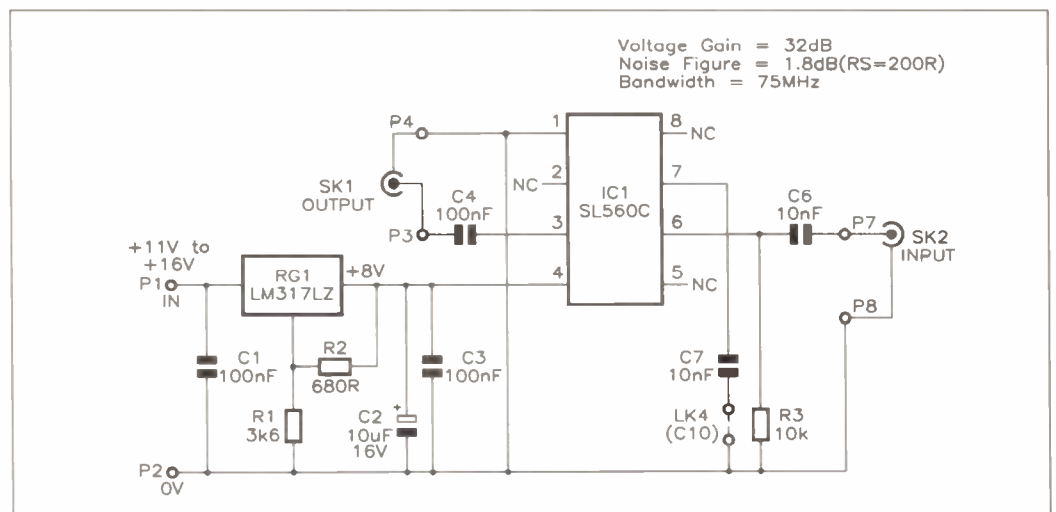 Voltage Gain = 32dB
Noise Figure = 1.8dB(RS=200R)
Bandwidth = 75MHz
P4
1
8
NC
SK1
OUTPUT
NC
2
7
IC1
SL560C
C4
100nF
P3
3
6
C6
10nF
P7
SK2
INPUT
+11V to
+16V
P1
IN
RG1
LM317LZ
+8V
4
5
NC
P8
C1
100nF
R2
680R
C3
100nF
C7
10nF
R1
3k6
+
C2
10uF
16V
LK4
(C10)
R3
10k
P2
0V